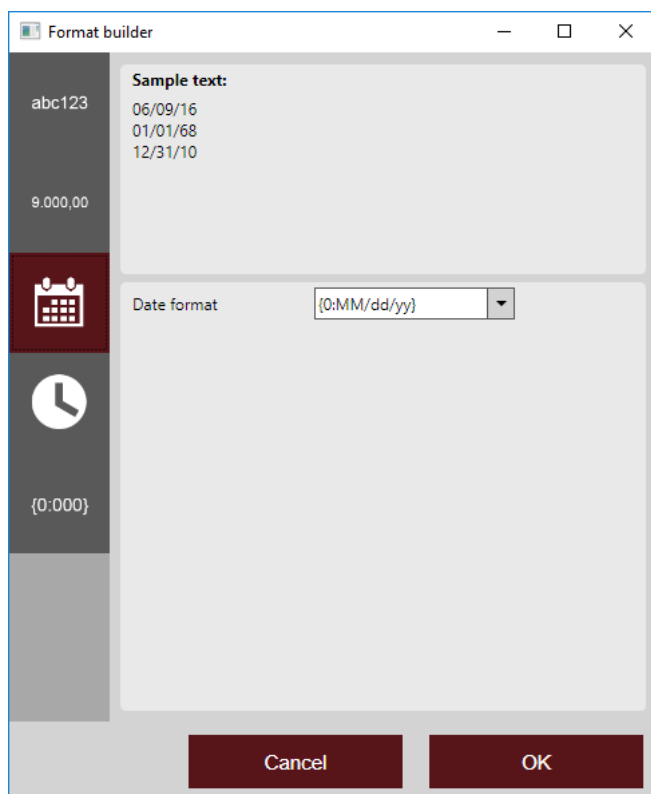 Format builder
abc123
9.000,00
{0:000}
Sample text:
06/09/16
01/01/68
12/31/10
Date format
{0:MM/dd/yy}
Cancel
OK